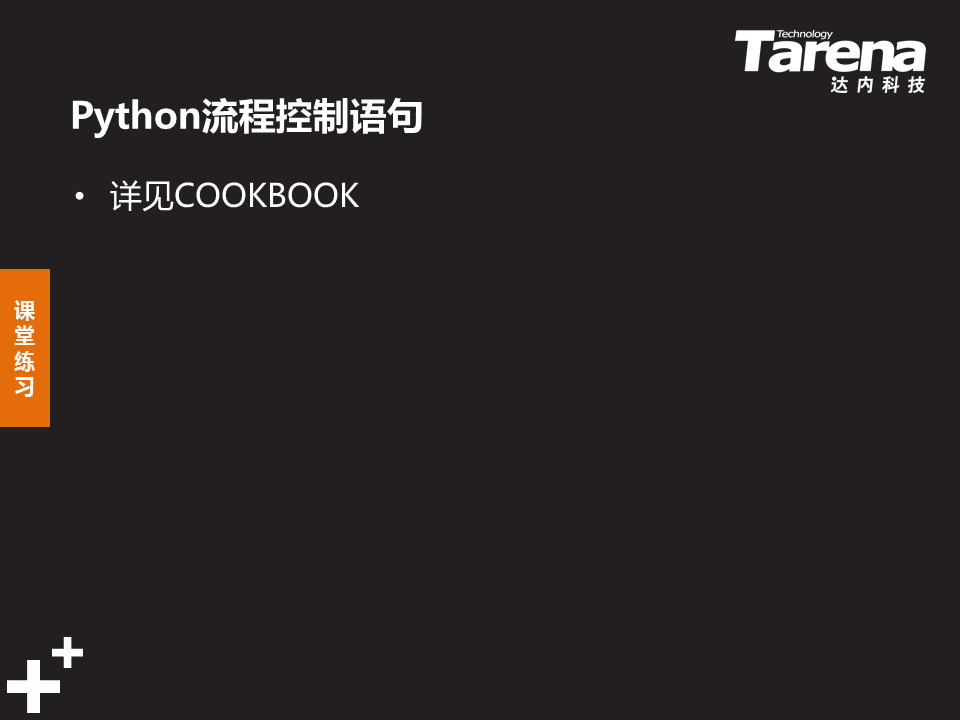 Technology
Tarena
达内科技
Python流程控制语句
• 详见COOKBOOK
课
堂
练
习